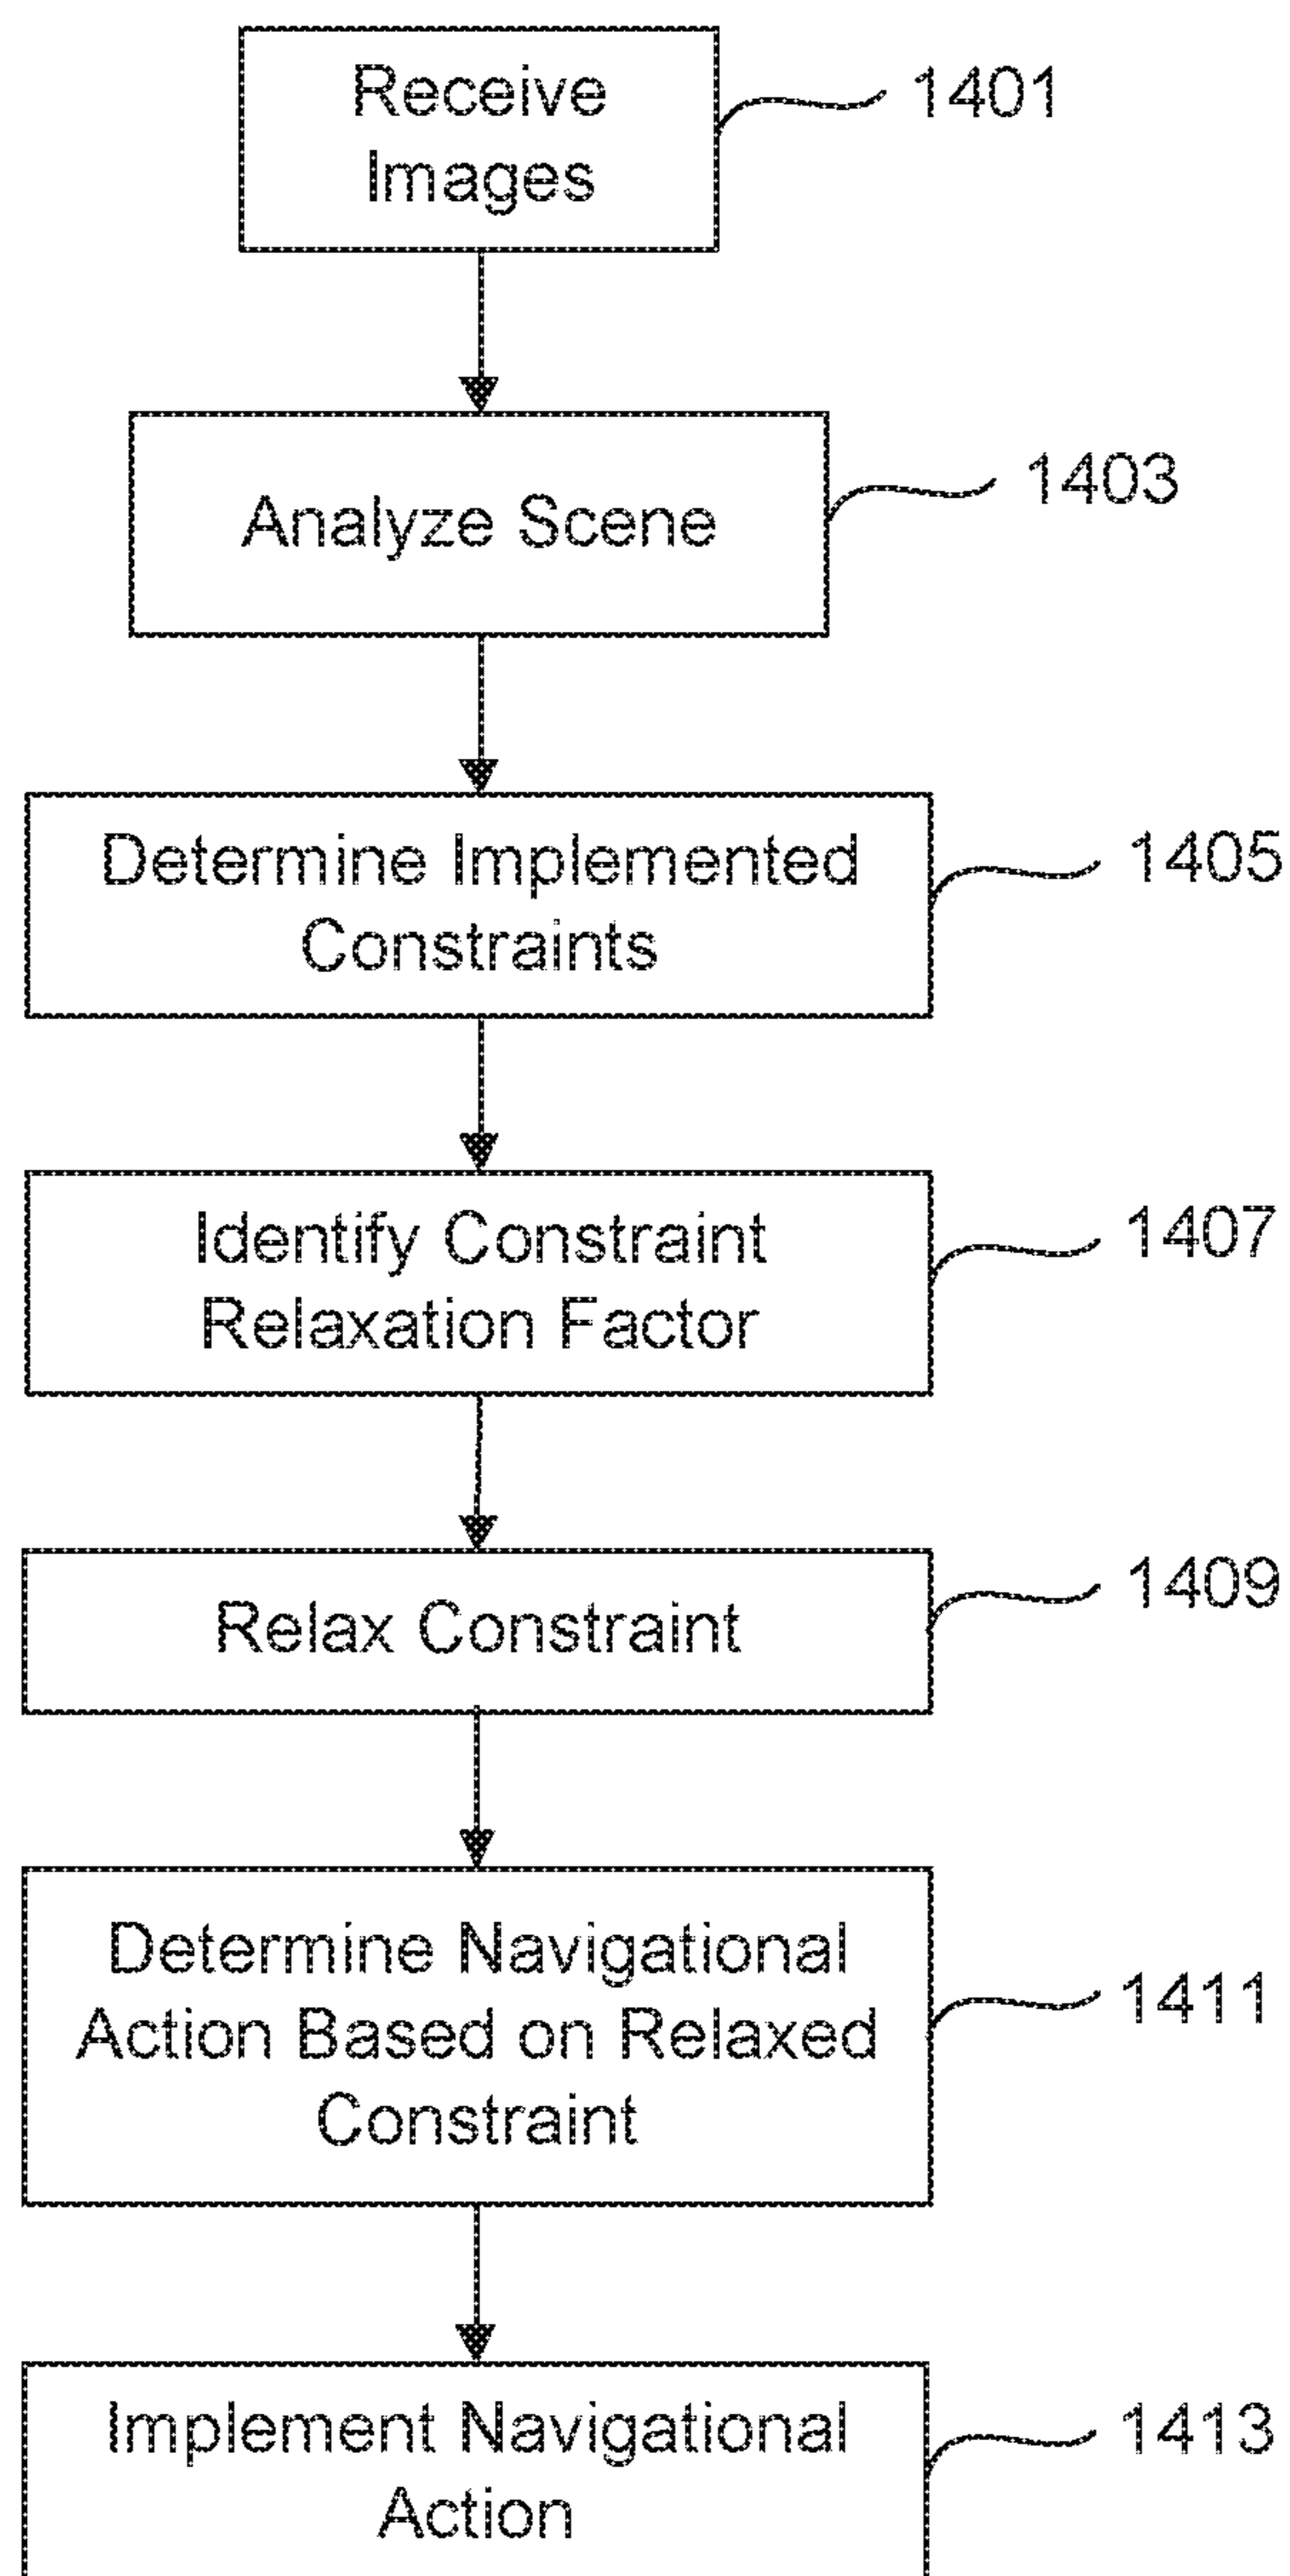 Receive
Images
1401
Analyze Scene
1403
Determine Implemented
Constraints
1405
Identify Constraint
Relaxation Factor
1407
Relax Constraint
1409
Determine Navigational
Action Based on Relaxed
Constraint
1411
Implement Navigational
Action
1413